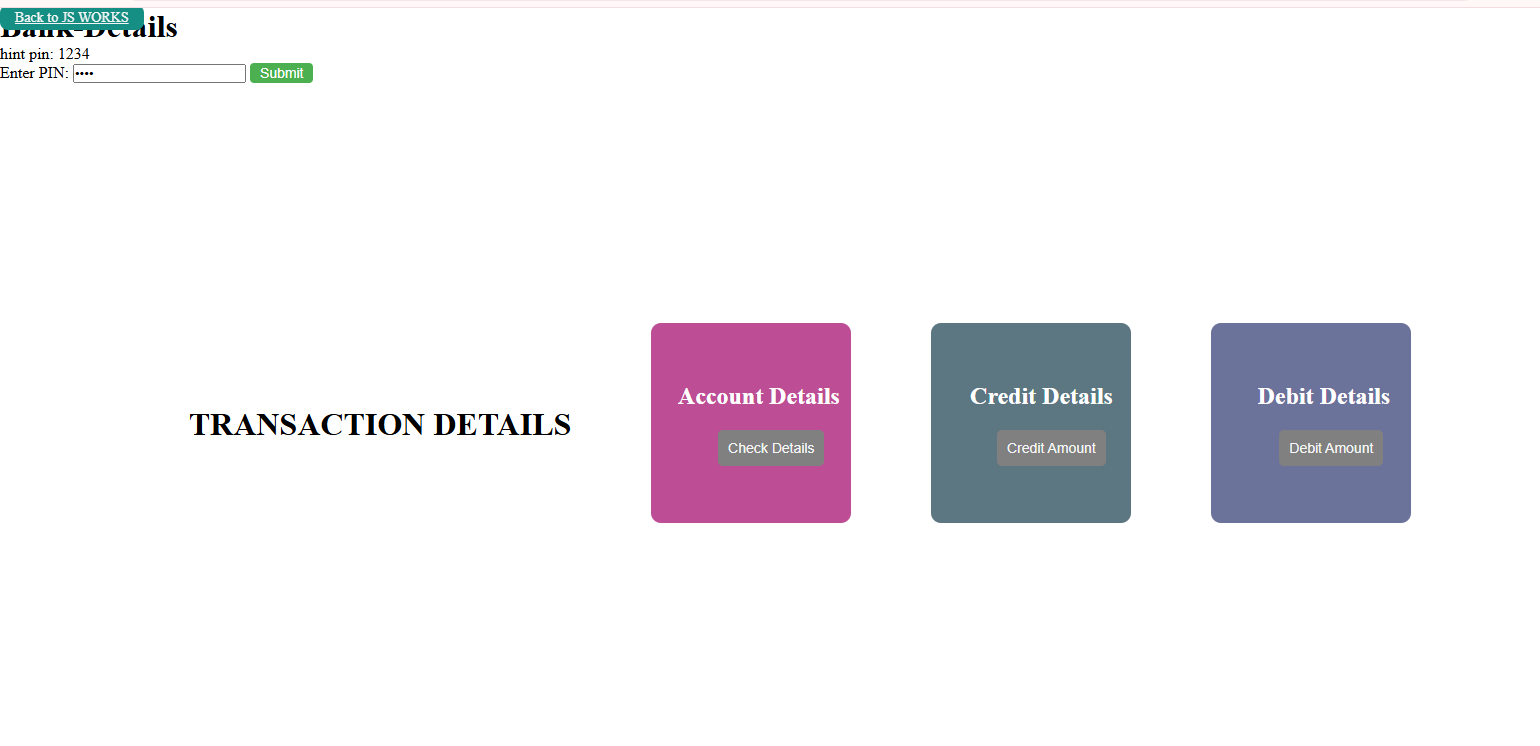 Back to JS WORKS
Bank-Details
hint pin: 1234
Enter PIN: •••• Submit
TRANSACTION DETAILS
Account Details
Check Details
Credit Details
Credit Amount
Debit Details
Debit Amount